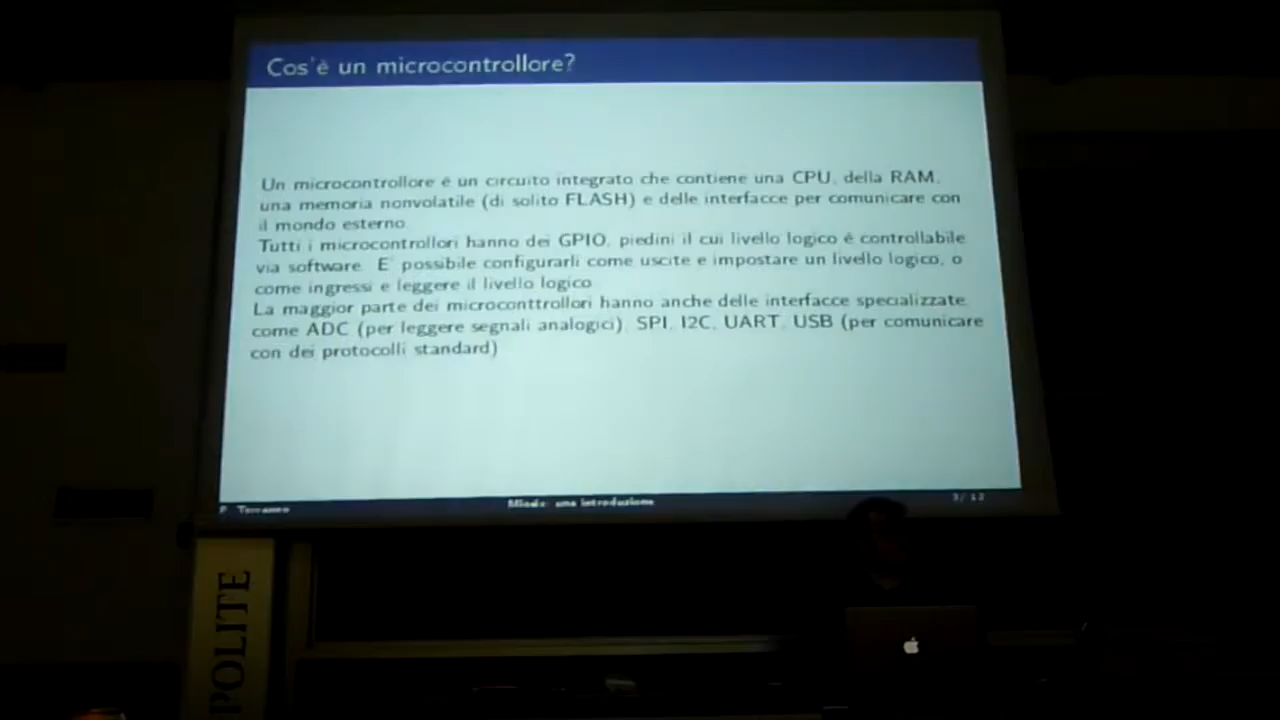 Cos'è un microcontrollore?
Un microcontrollore è un circuito integrato che contiene una CPU, della RAM,
una memoria nonvolatile (di solito FLASH) e delle interfacce per comunicare con
il mondo esterno.
Tutti i microcontrollori hanno dei GPIO, piedini il cui livello logico è controllabile
via software. E' possibile configurarli come uscite e impostare un livello logico, o
come ingressi e leggere il livello logico
La maggior parte dei microconttrollori hanno anche delle interfacce specializzate,
come ADC (per leggere segnali analogici), SPI, I2C, UART, USB (per comunicare
con dei protocolli standard)
Miosix: una introduzione
3/ 12
POLITE